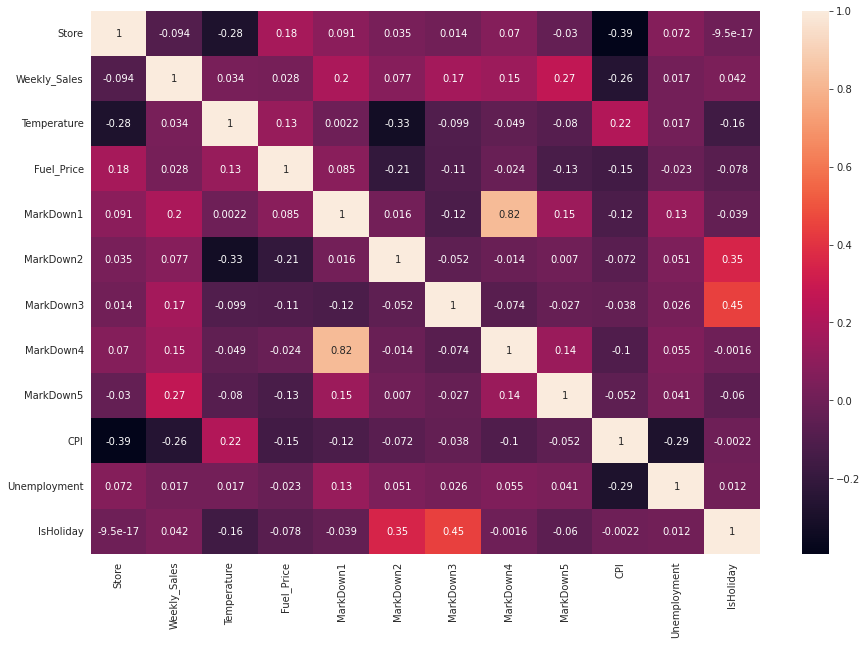 1.0
Store 1 -0.094 -0.28 0.18 0.091 0.035 0.014 0.07 -0.03 -0.39 0.072 -9.5e-17
Weekly_Sales -0.094 1 0.034 0.028 0.2 0.077 0.17 0.15 0.27 -0.26 0.017 0.042
0.8
Temperature -0.28 0.034 1 0.13 0.0022 -0.33 -0.099 -0.049 -0.08 0.22 0.017 -0.16
Fuel_Price 0.18 0.028 0.13 1 0.085 -0.21 -0.11 -0.024 -0.13 -0.15 -0.023 -0.078
0.6
MarkDown1 0.091 0.2 0.0022 0.085 1 0.016 -0.12 0.82 0.15 -0.12 0.13 -0.039
MarkDown2 0.035 0.077 -0.33 -0.21 0.016 1 -0.052 -0.014 0.007 -0.072 0.051 0.35
0.4
MarkDown3 0.014 0.17 -0.099 -0.11 -0.12 -0.052 1 -0.074 -0.027 -0.038 0.026 0.45
0.2
MarkDown4 0.07 0.15 -0.049 -0.024 0.82 -0.014 -0.074 1 0.14 -0.1 0.055 -0.0016
MarkDown5 -0.03 0.27 -0.08 -0.13 0.15 0.007 -0.027 0.14 1 -0.052 0.041 -0.06
0.0
CPI -0.39 -0.26 0.22 -0.15 -0.12 -0.072 -0.038 -0.1 -0.052 1 -0.29 -0.0022
−0.2
Unemployment 0.072 0.017 0.017 -0.023 0.13 0.051 0.026 0.055 0.041 -0.29 1 0.012
IsHoliday -9.5e-17 0.042 -0.16 -0.078 -0.039 0.35 0.45 -0.0016 -0.06 -0.0022 0.012 1
Store Weekly_Sales Temperature Fuel_Price MarkDown1 MarkDown2 MarkDown3 MarkDown4 MarkDown5 CPI Unemployment IsHoliday